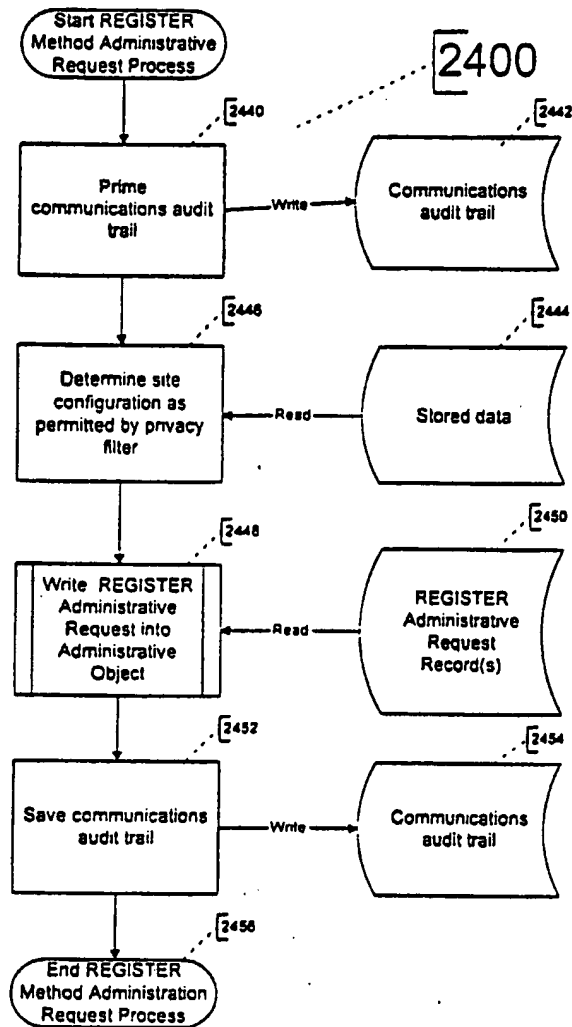 Start REGISTER
Method Administrative
Request Process
2400
2440
2442
Prime
communications audit
trail
Write
Communications
audit trail
2446
2444
Determine site
configuration as
permitted by privacy
filter
Read
Stored data
2448
2450
Write REGISTER
Administrative
Request into
Administrative
Object
Read
REGISTER
Administrative
Request
Record(s)
2452
2454
Save communications
audit trail
Write
Communications
audit trail
2456
End REGISTER
Method Administration
Request Process